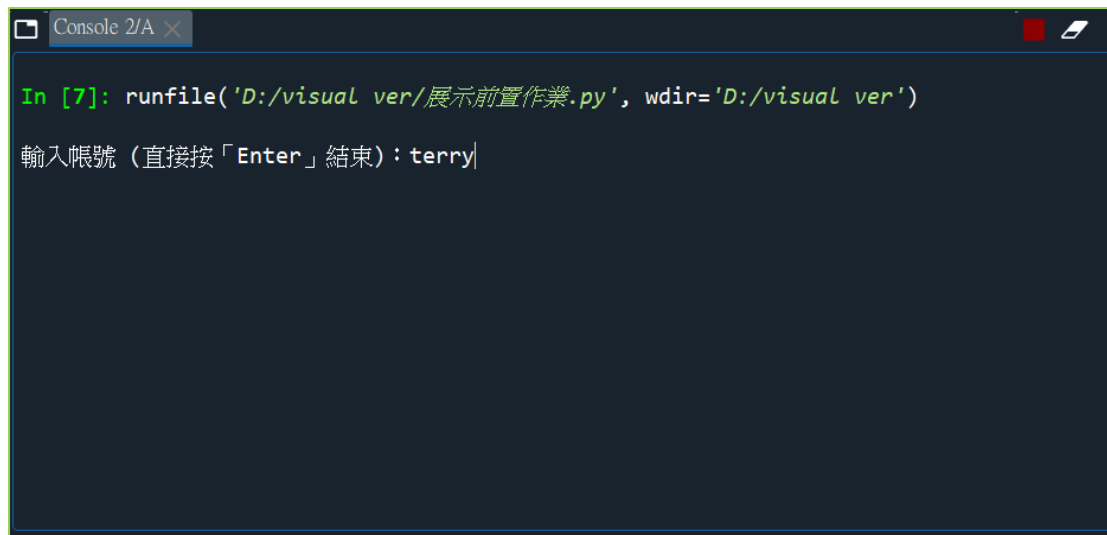 Console 2/A
In [7]: runfile('D:/visual ver/展示前置作業.py', wdir='D:/visual ver')
輸入帳號 (直接按「Enter」結束)：terry